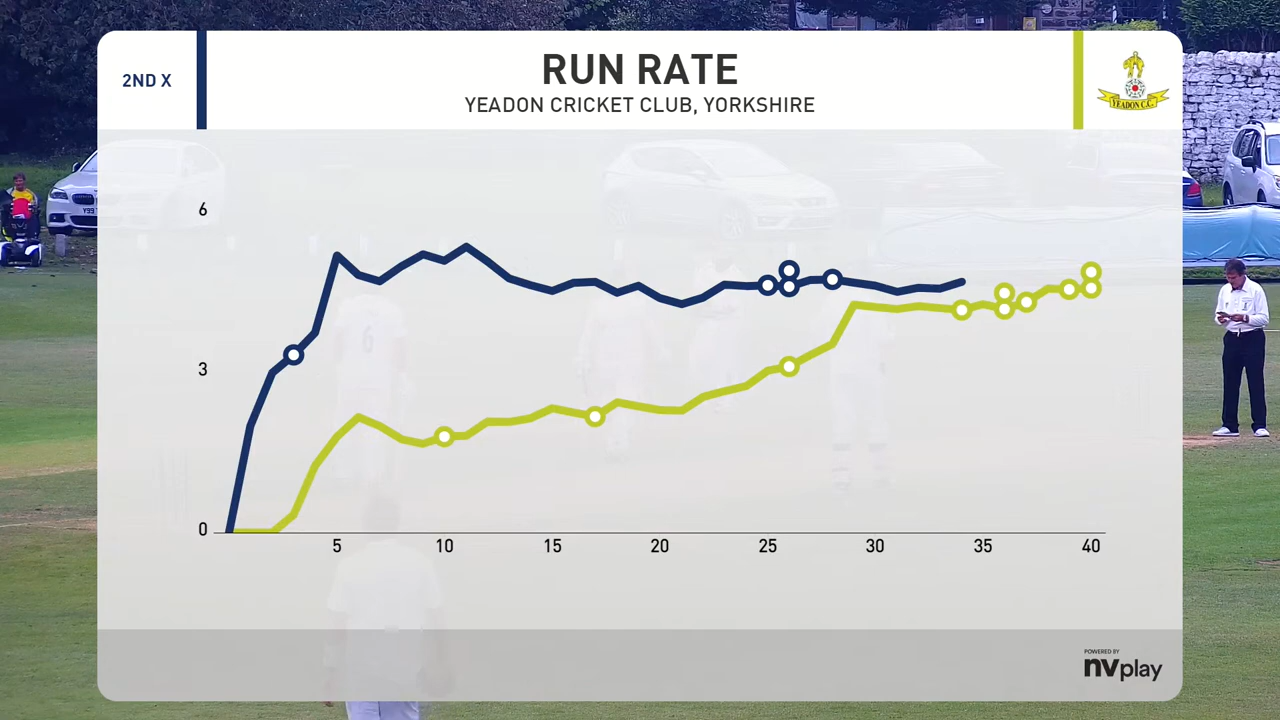 2ND X
RUN RATE
YEADON CRICKET CLUB, YORKSHIRE
YEADON C.C.
6
3
0
5 10 15 20 25 30 35 40
6
POWERED BY
nvplay